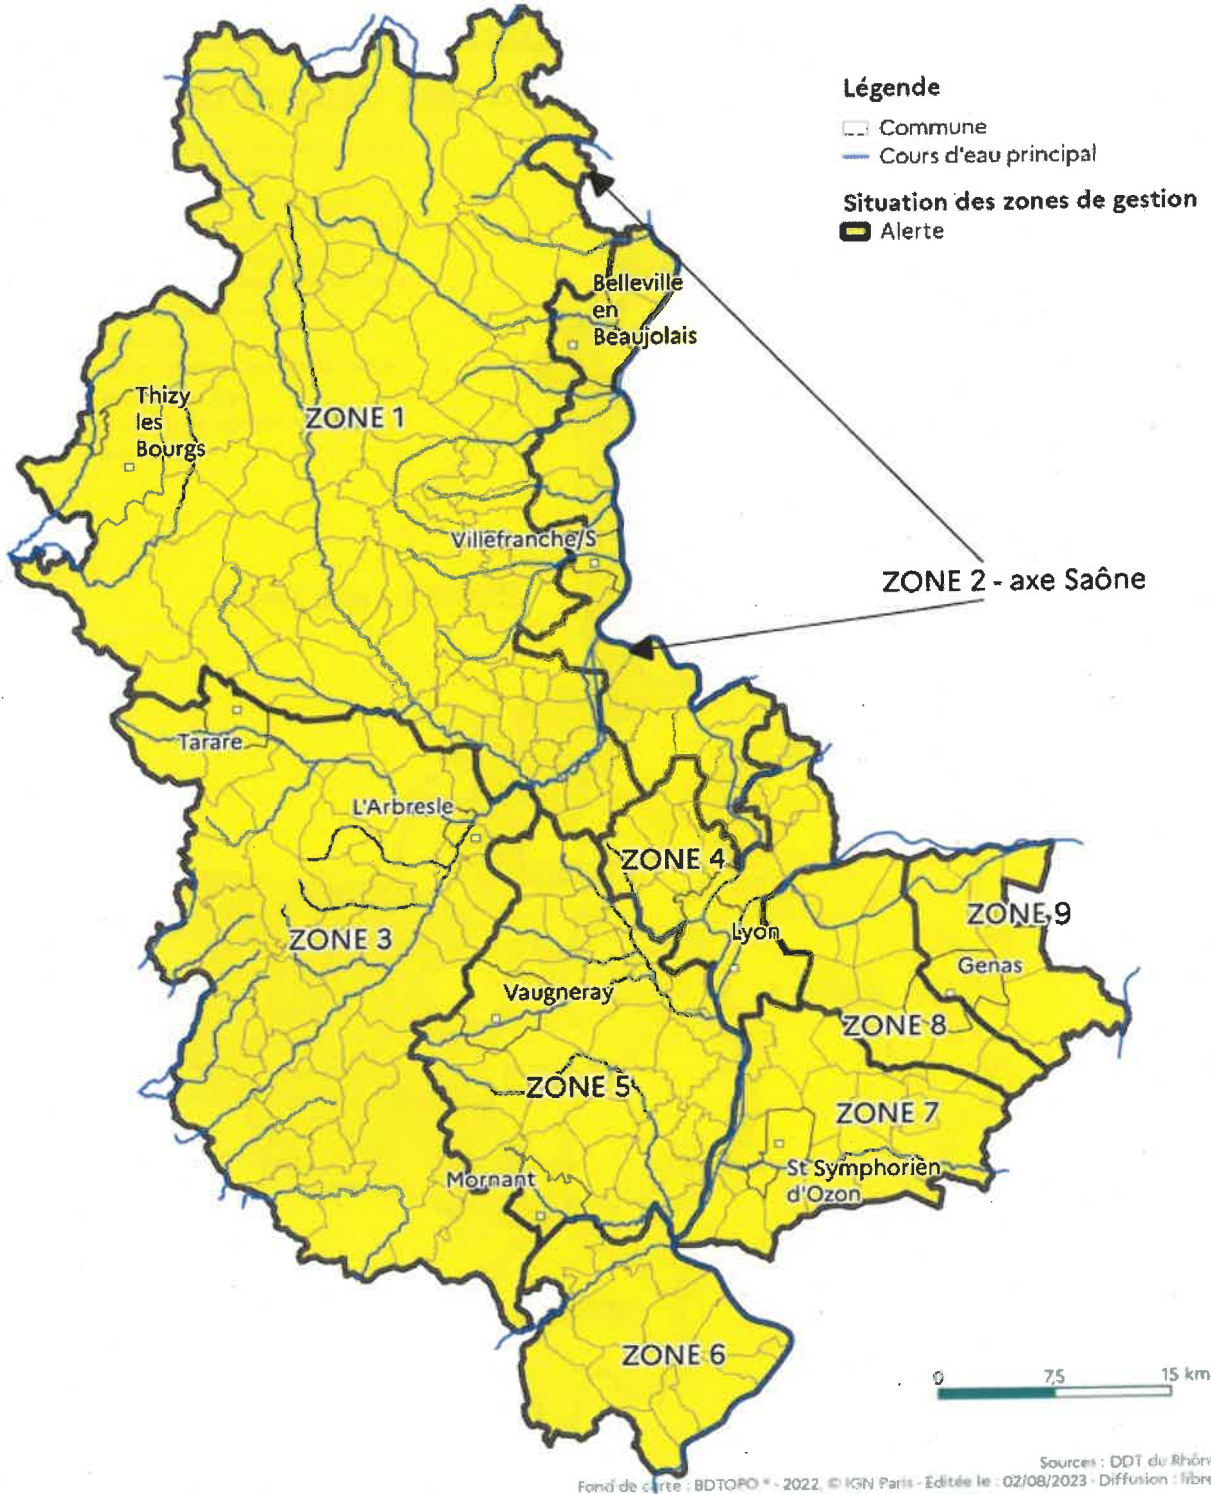 Légende
Commune
Cours d'eau principal
Situation des zones de gestion
Alerte
Belleville
en
Beaujolais
Thizy
les
Bourgs
ZONE 1
Villefranche/S
ZONE 2 - axe Saône
Tarare
L'Arbresle
ZONE 4
ZONE 3
Lyon
ZONE 9
Genas
Vaugneray
ZONE 8
ZONE 5
ZONE 7
St Symphorien
d'Ozon
Mornant
ZONE 6
0 7,5 15 km
Sources : DDT du Rhône
Fond de carte : BDTOPO ® - 2022, © IGN Paris - Editée le : 02/08/2023 - Diffusion : libre